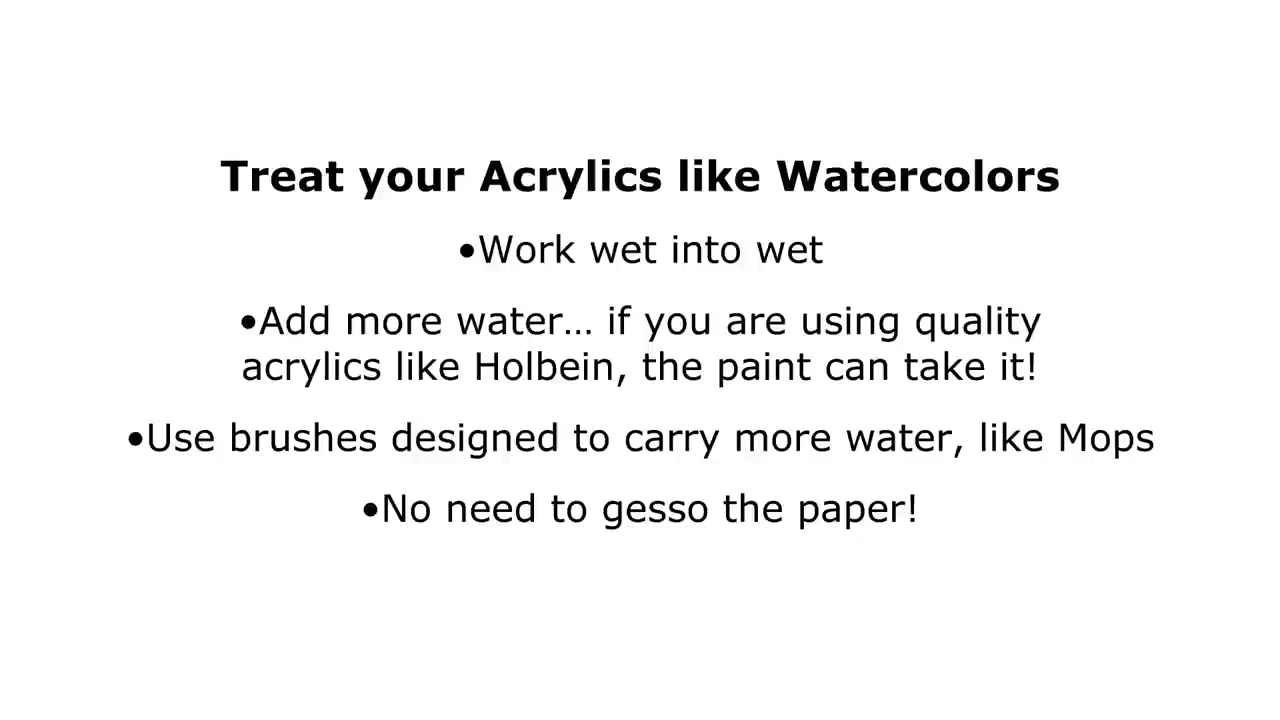 Treat your Acrylics like Watercolors
•Work wet into wet
•Add more water… if you are using quality
acrylics like Holbein, the paint can take it!
•Use brushes designed to carry more water, like Mops
•No need to gesso the paper!